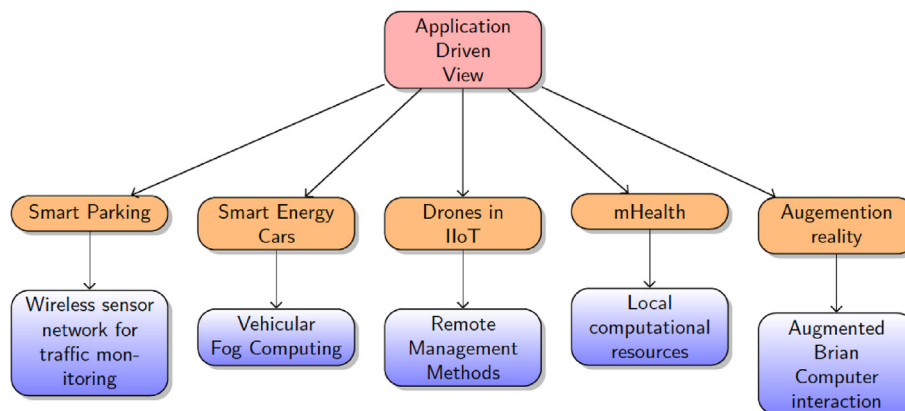 Application
Driven
View
Smart Parking
Smart Energy
Cars
Drones in
IIoT
mHealth
Augemention
reality
Wireless sensor
network for
traffic mon-
itoring
Vehicular
Fog Computing
Remote
Management
Methods
Local
computational
resources
Augmented
Brian
Computer
interaction